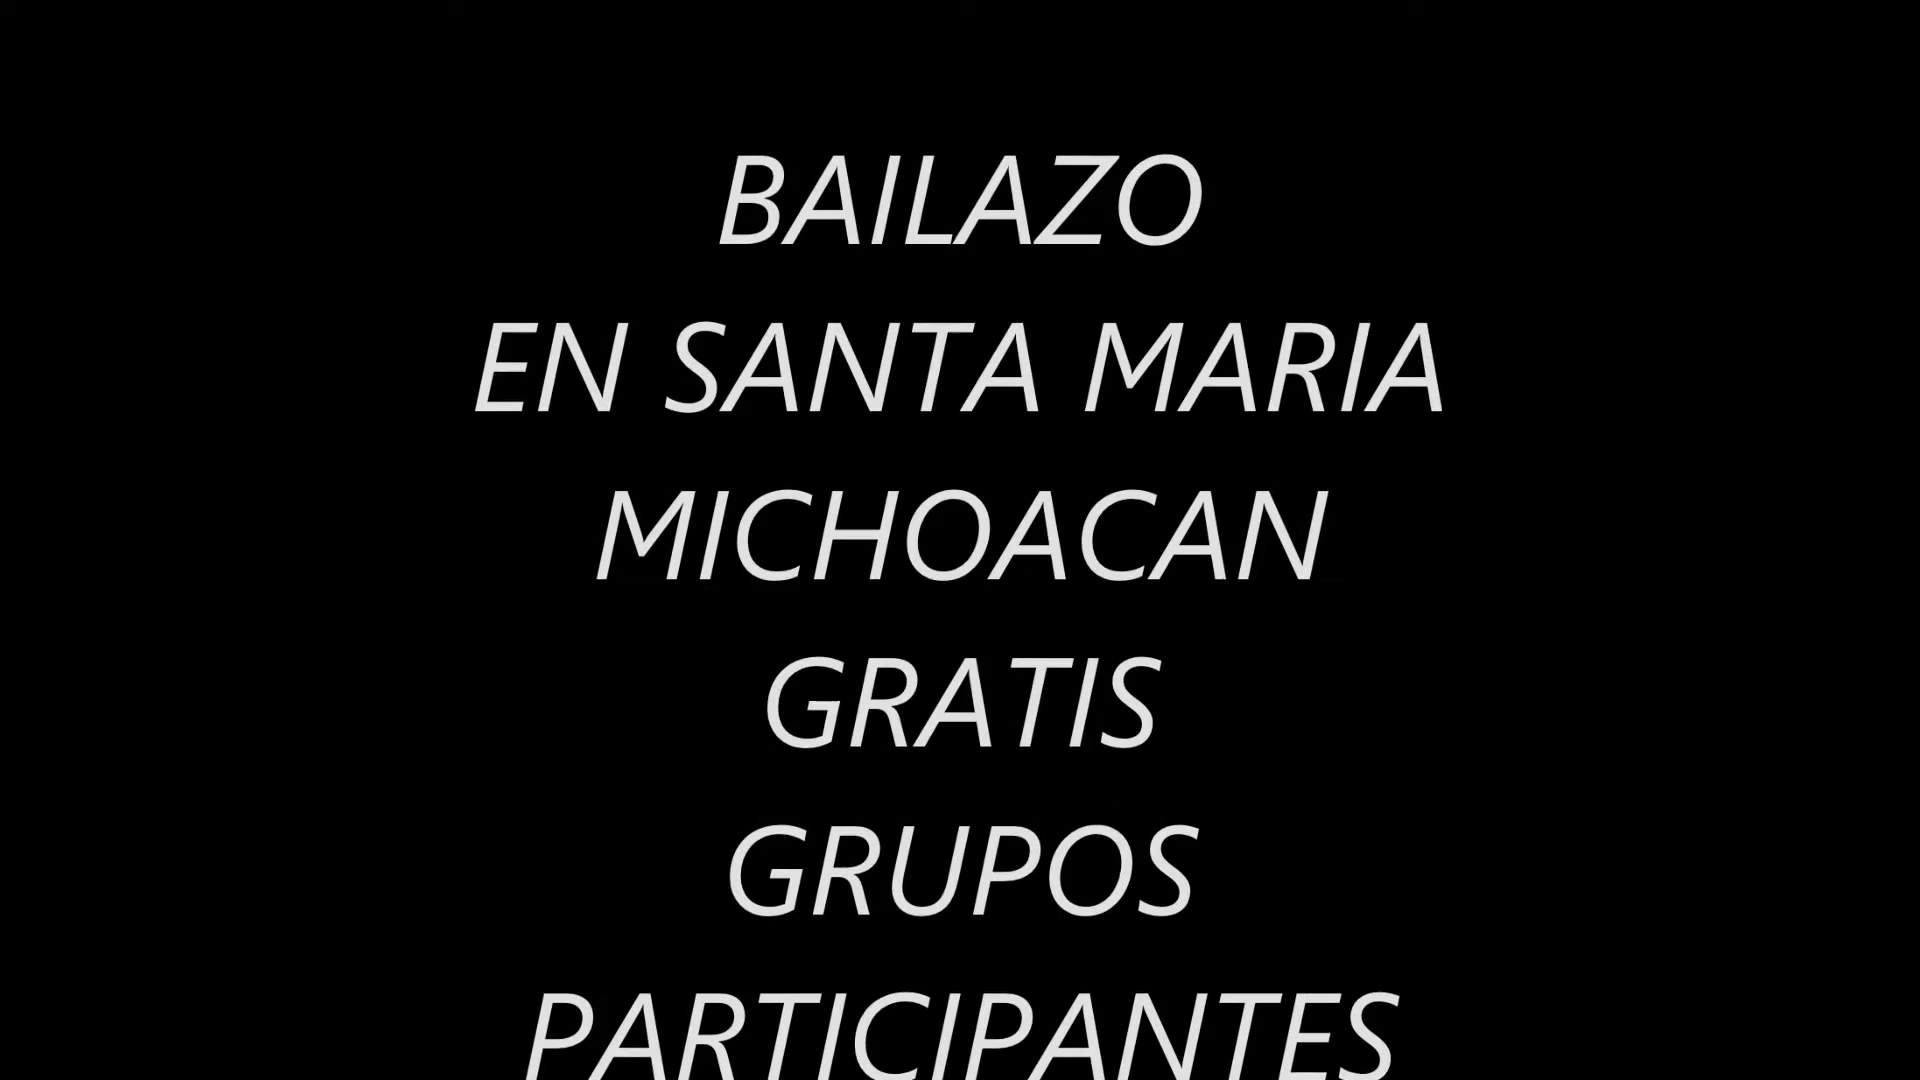 BAILAZO
EN SANTA MARIA
MICHOACAN
GRATIS
GRUPOS
PARTICIPANTES